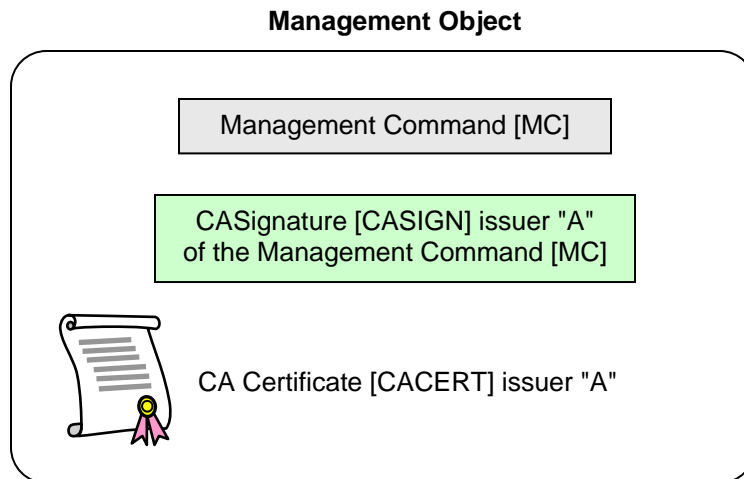 Management Object
Management Command [MC]
CASignature [CASIGN] issuer "A"
of the Management Command [MC]
CA Certificate [CACERT] issuer "A"